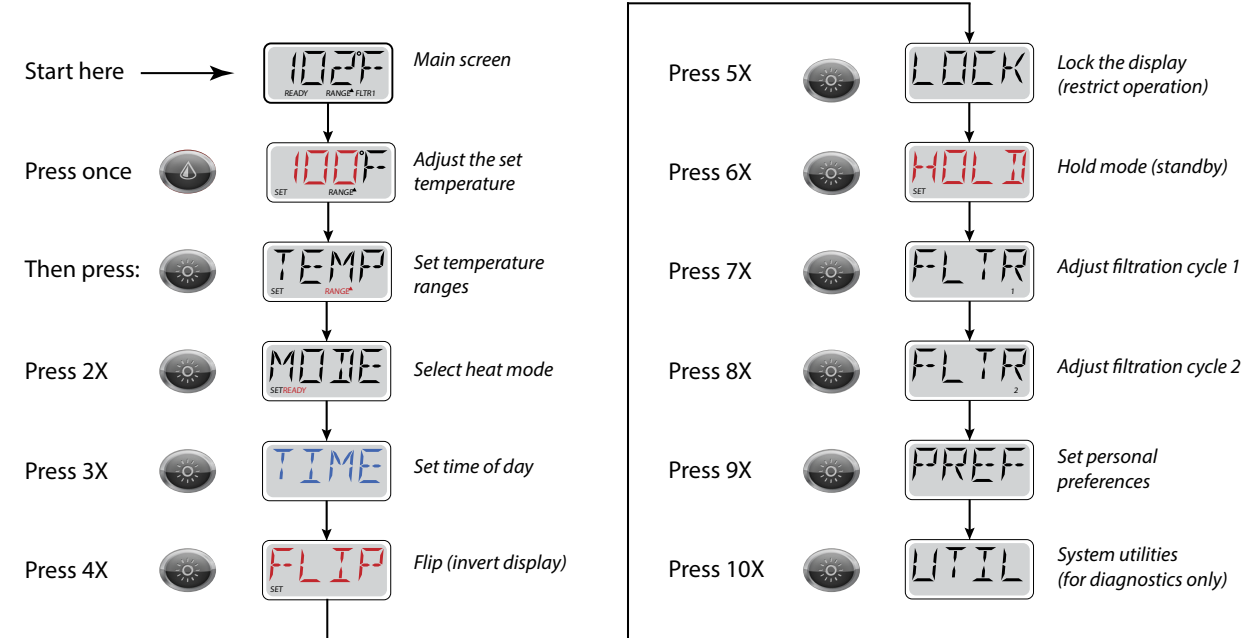 Start here
102°F
READY RANGE FLTR1
Main screen
Press once
100°F
SET RANGE
Adjust the set
temperature
Then press:
TEMP
SET RANGE
Set temperature
ranges
Press 2X
MODE
SET READY
Select heat mode
Press 3X
TIME
Set time of day
Press 4X
FLIP
SET
Flip (invert display)
Press 5X
LOCK
Lock the display
(restrict operation)
Press 6X
HOLD
SET
Hold mode (standby)
Press 7X
FLTR
1
Adjust filtration cycle 1
Press 8X
FLTR
2
Adjust filtration cycle 2
Press 9X
PREF
Set personal
preferences
Press 10X
UTIL
System utilities
(for diagnostics only)